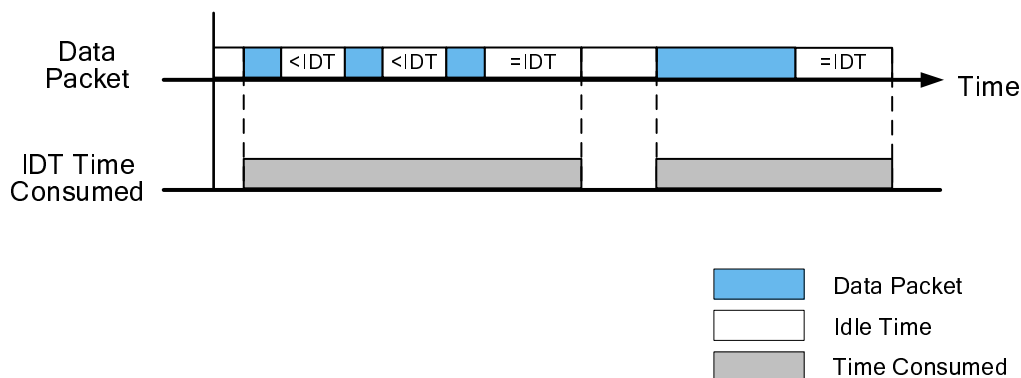 Data
Packet
<IDT
<IDT
=IDT
=IDT
Time
IDT Time
Consumed
Data Packet
Idle Time
Time Consumed